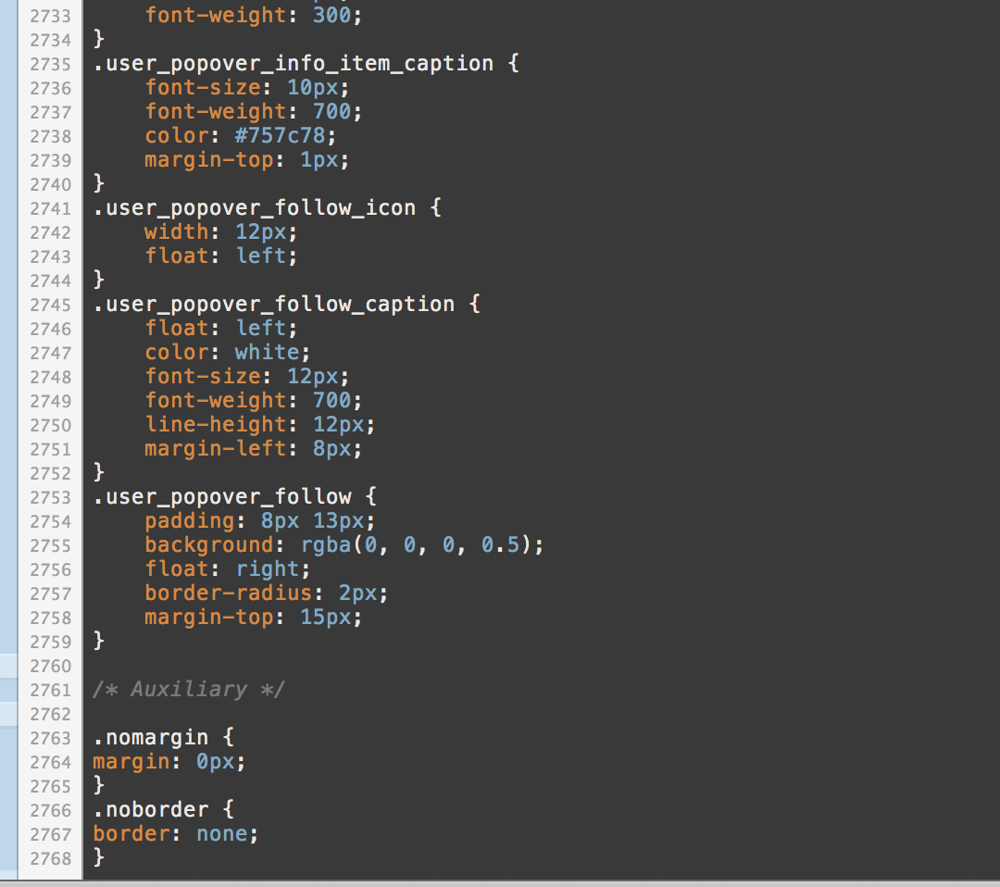 2733     font-weight: 300;
2734 }
2735 .user_popover_info_item_caption {
2736     font-size: 10px;
2737     font-weight: 700;
2738     color: #757c78;
2739     margin-top: 1px;
2740 }
2741 .user_popover_follow_icon {
2742     width: 12px;
2743     float: left;
2744 }
2745 .user_popover_follow_caption {
2746     float: left;
2747     color: white;
2748     font-size: 12px;
2749     font-weight: 700;
2750     line-height: 12px;
2751     margin-left: 8px;
2752 }
2753 .user_popover_follow {
2754     padding: 8px 13px;
2755     background: rgba(0, 0, 0, 0.5);
2756     float: right;
2757     border-radius: 2px;
2758     margin-top: 15px;
2759 }
2760
2761 /* Auxiliary */
2762
2763 .nomargin {
2764 margin: 0px;
2765 }
2766 .noborder {
2767 border: none;
2768 }